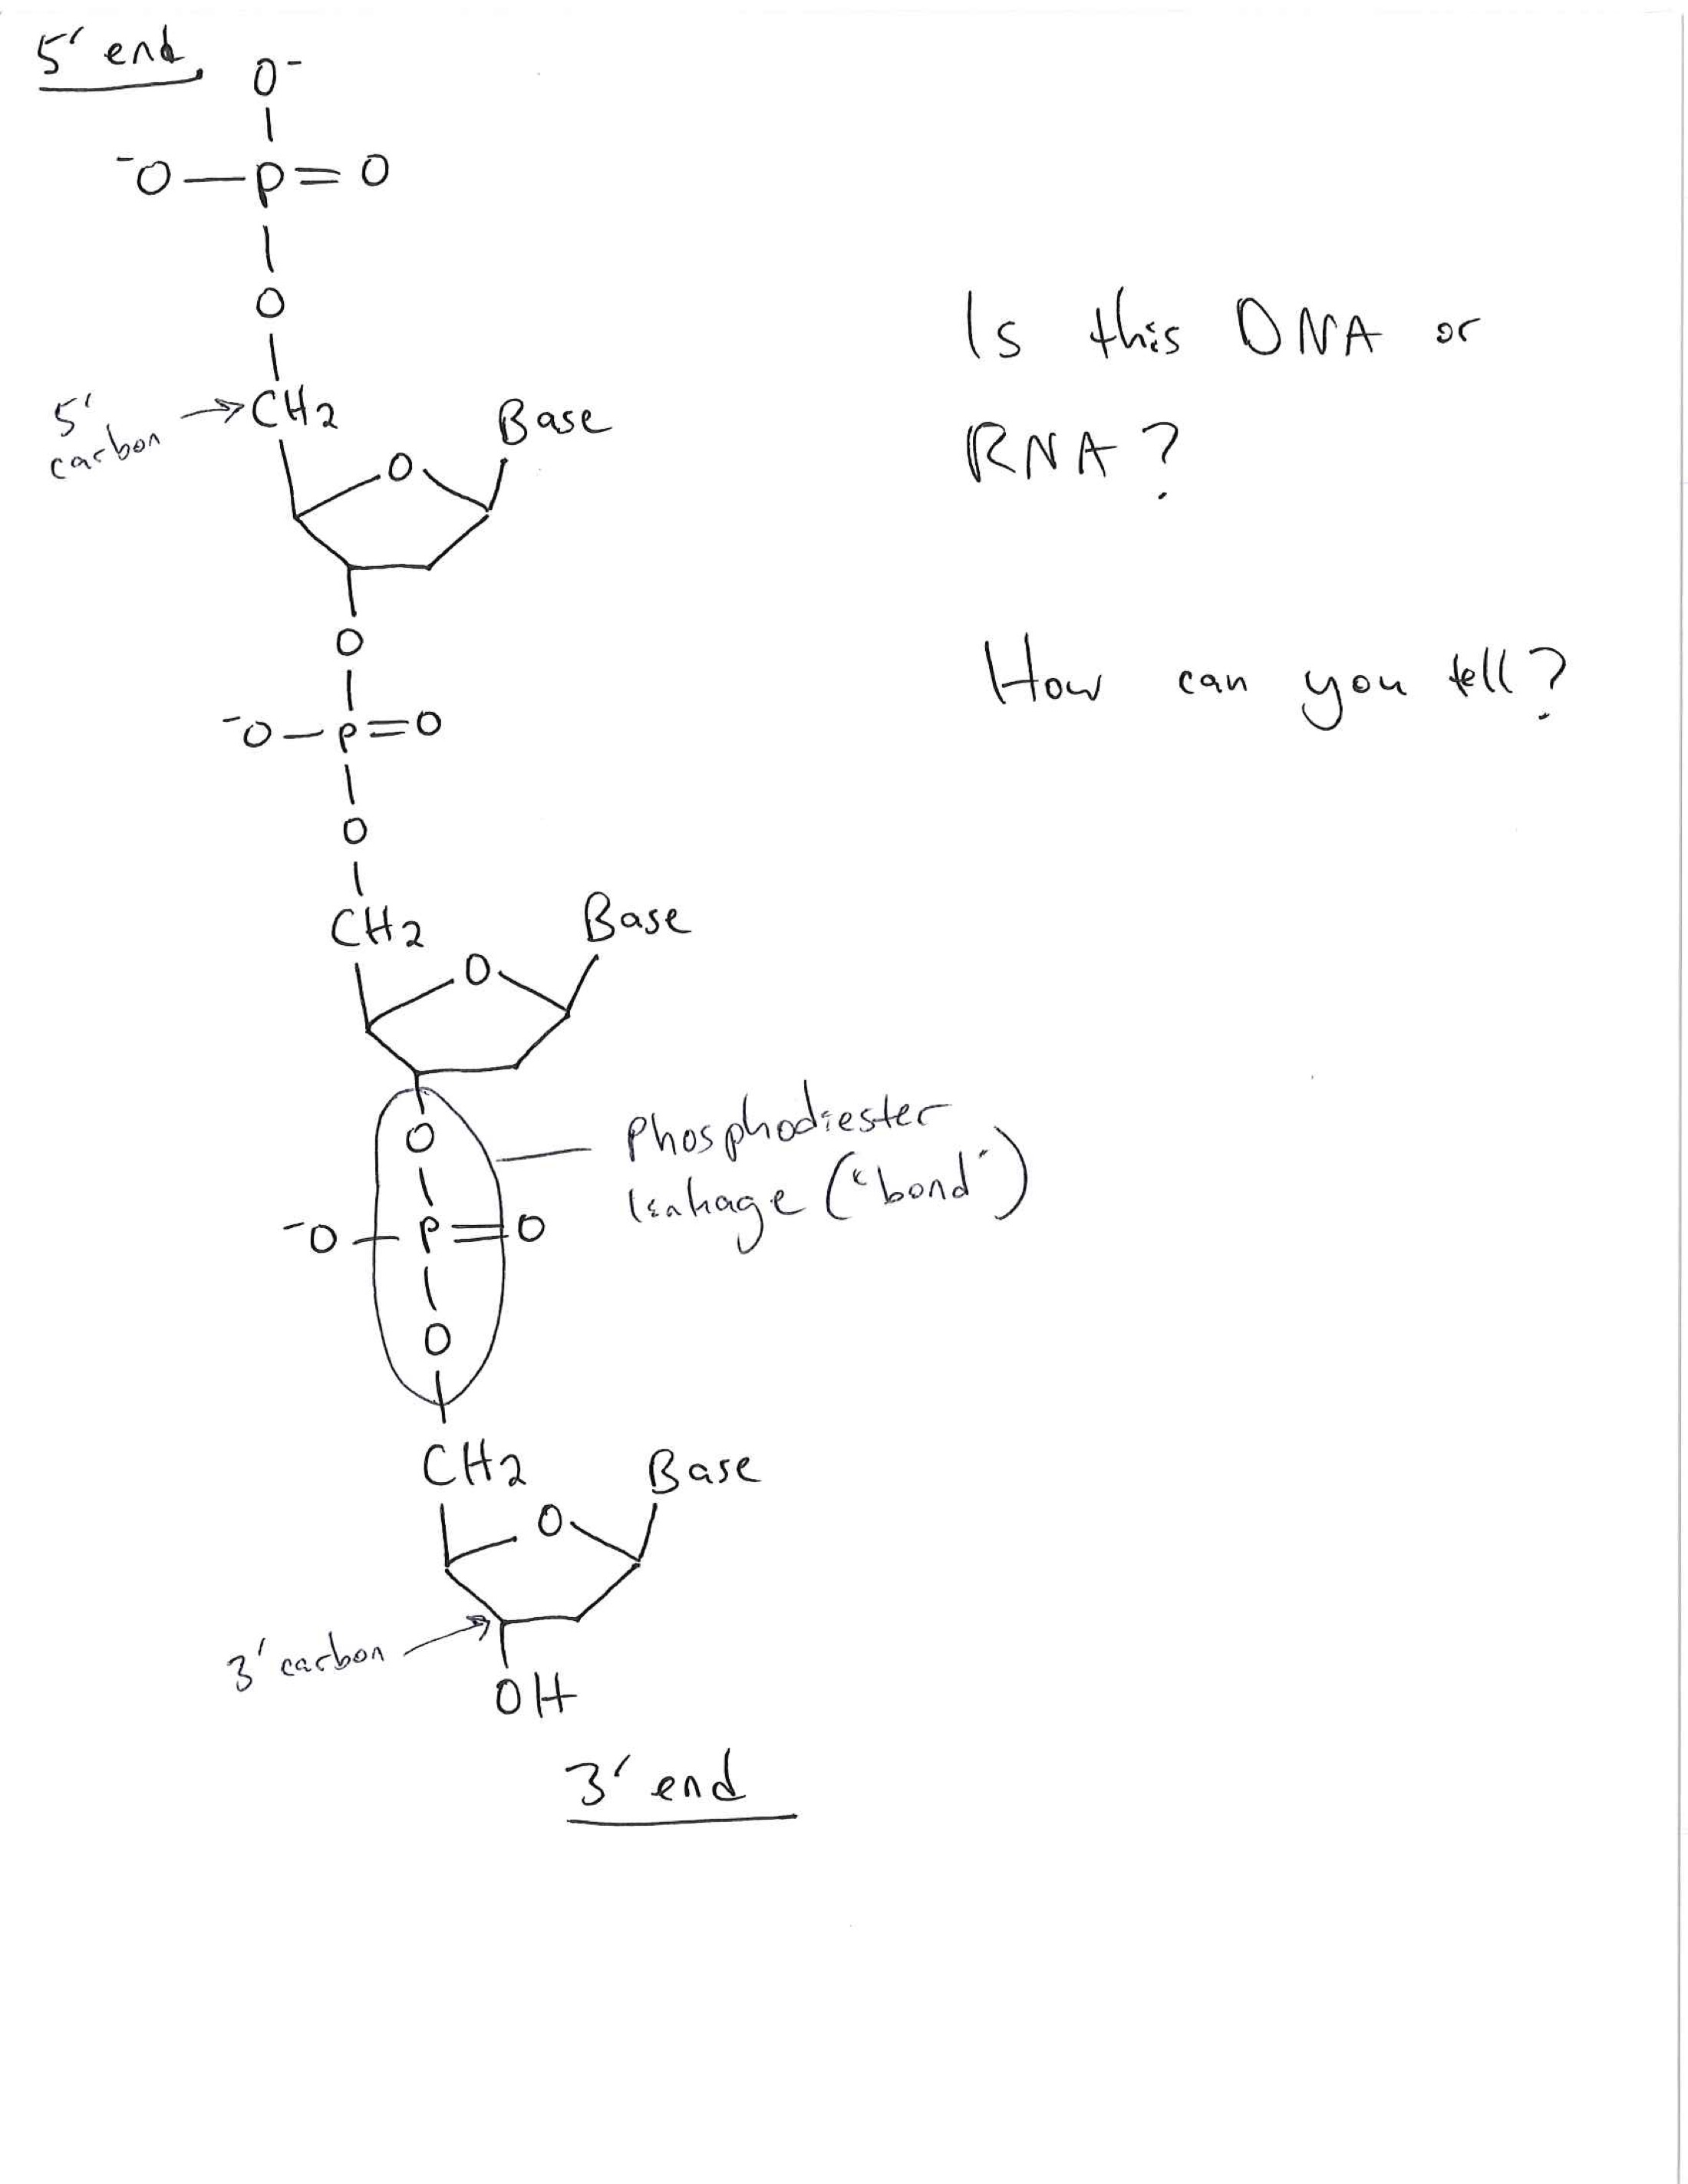 5' end
O⁻
⁻O—P=O
O
5' carbon → CH2
Base
O
O
⁻O—P=O
O
CH2
Base
O
O
⁻O—P=O
O
Phosphodiester
linkage ("bond")
CH2
Base
O
3' carbon
OH
3' end
Is this DNA or
RNA?
How can you tell?